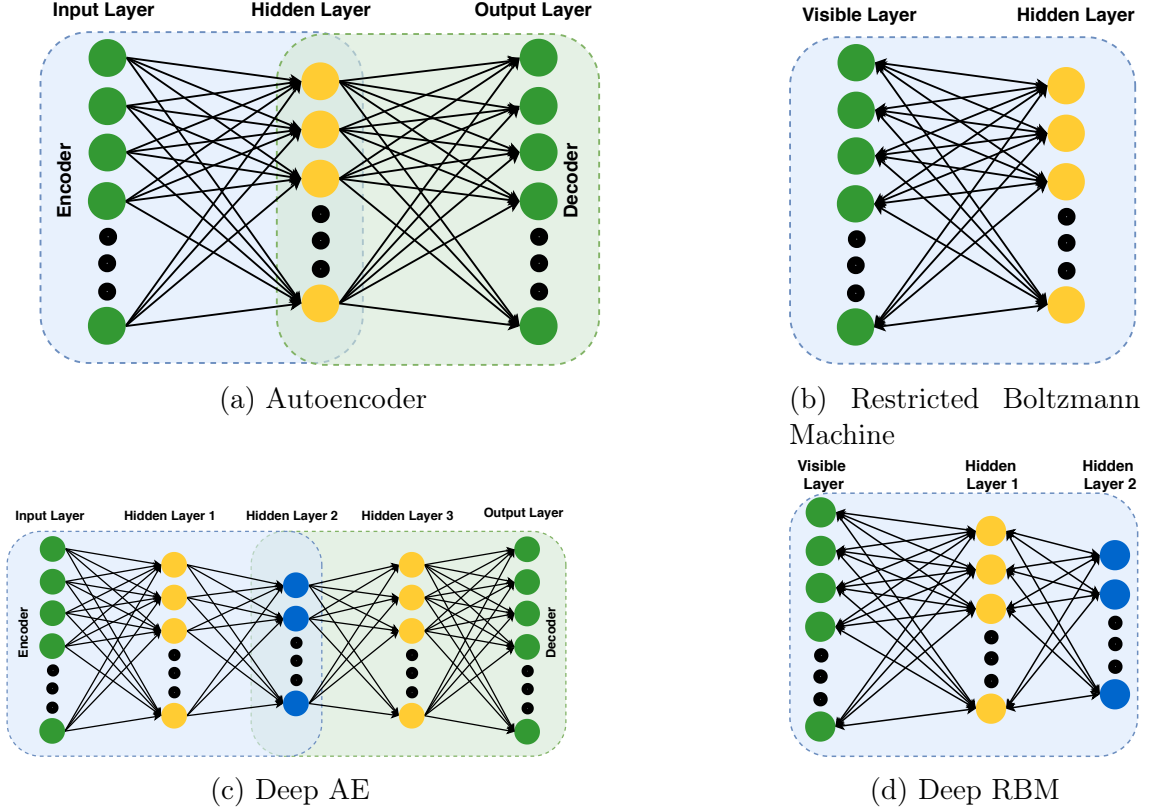 Input Layer
Hidden Layer
Output Layer
Encoder
Decoder
(a) Autoencoder
Visible Layer
Hidden Layer
(b) Restricted Boltzmann
Machine
Input Layer
Hidden Layer 1
Hidden Layer 2
Hidden Layer 3
Output Layer
Encoder
Decoder
(c) Deep AE
Visible
Layer
Hidden
Layer 1
Hidden
Layer 2
(d) Deep RBM